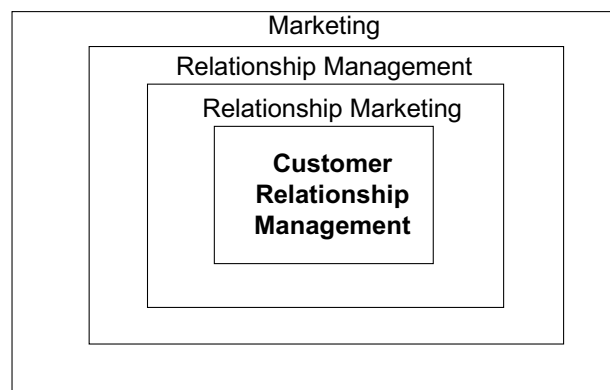 Marketing
Relationship Management
Relationship Marketing
Customer
Relationship
Management